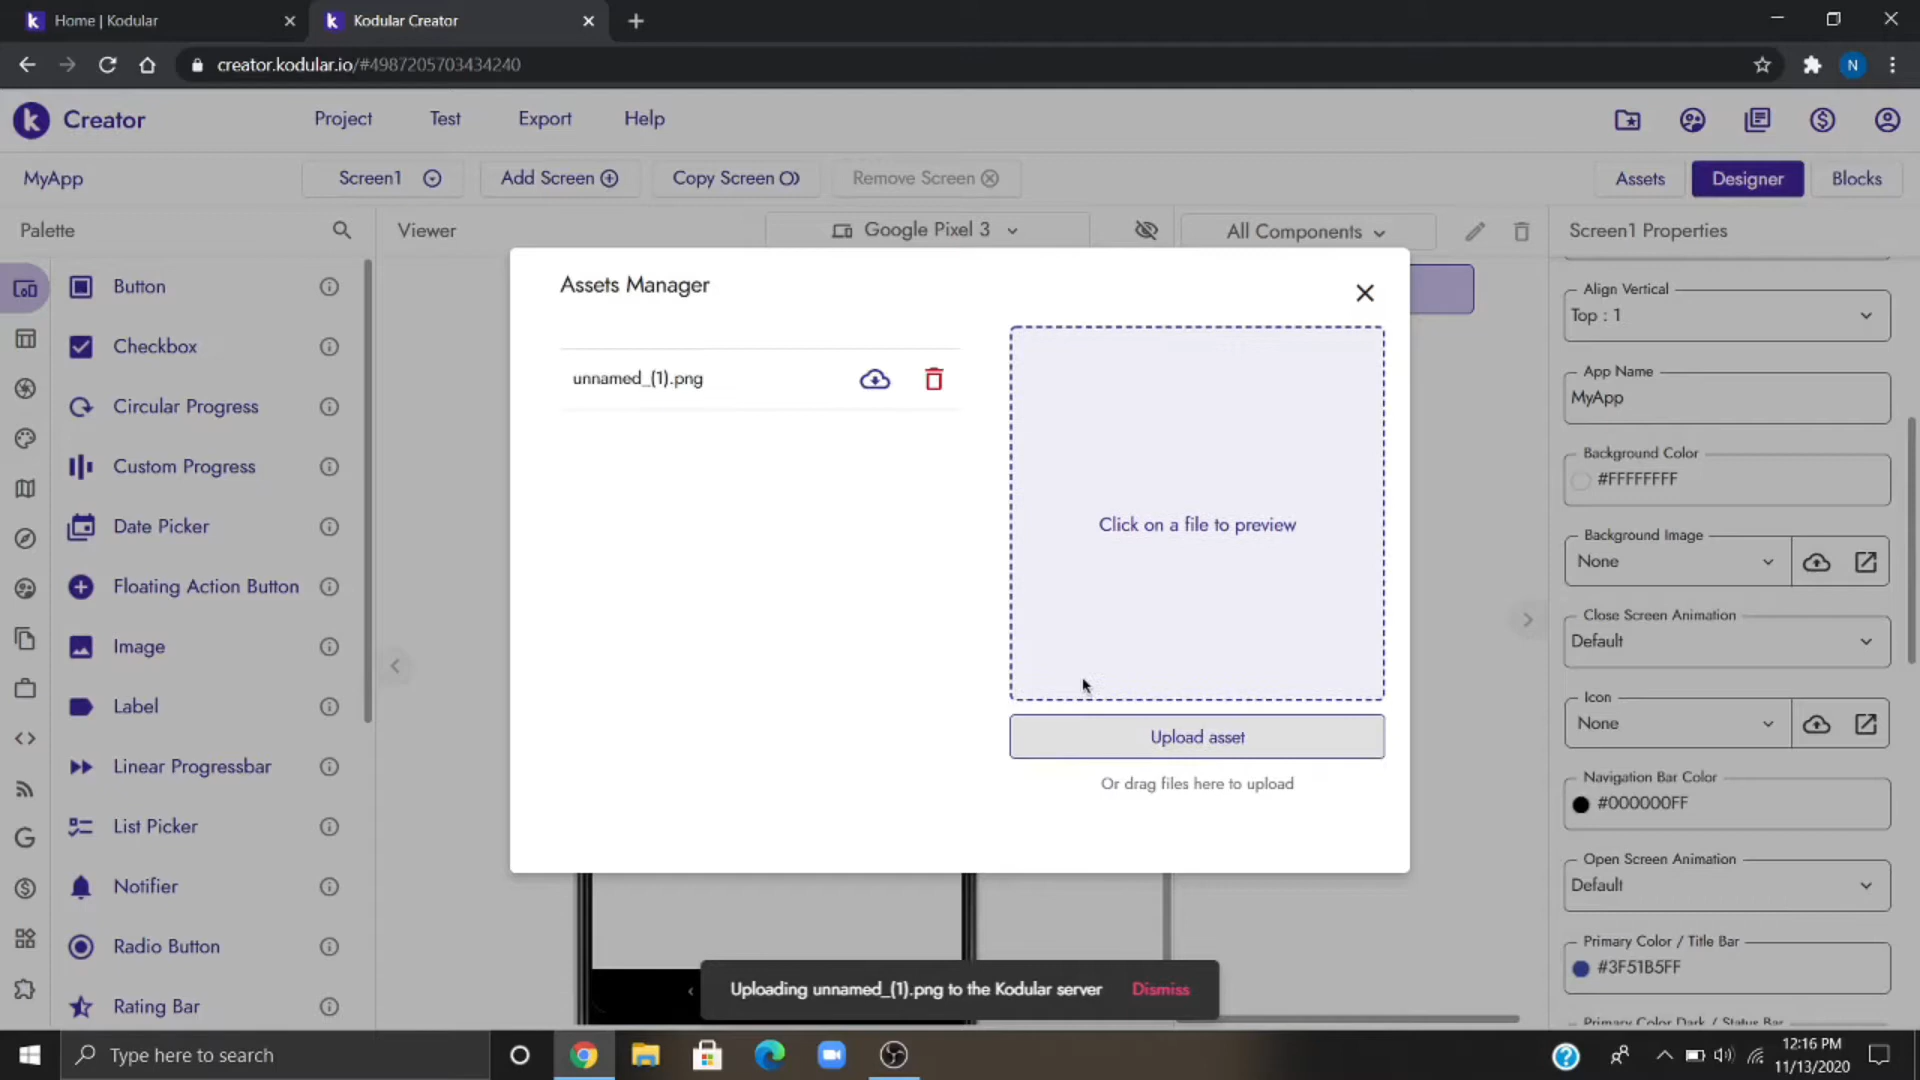 Home | Kodular
Kodular Creator
creator.kodular.io/#4987205703434240
N
Creator
Project
Test
Export
Help
MyApp
Screen1
Add Screen
Copy Screen
Remove Screen
Assets
Designer
Blocks
Palette
Viewer
Google Pixel 3
All Components
Screen1 Properties
Button
Checkbox
Circular Progress
Custom Progress
Date Picker
Floating Action Button
Image
Label
Linear Progressbar
List Picker
Notifier
Radio Button
Rating Bar
Assets Manager
unnamed_(1).png
Click on a file to preview
Upload asset
Or drag files here to upload
Uploading unnamed_(1).png to the Kodular server
Dismiss
Align Vertical
Top : 1
App Name
MyApp
Background Color
#FFFFFFFF
Background Image
None
Close Screen Animation
Default
Icon
None
Navigation Bar Color
#000000FF
Open Screen Animation
Default
Primary Color / Title Bar
#3F51B5FF
Primary Color Dark / Status Bar
Type here to search
12:16 PM
11/13/2020